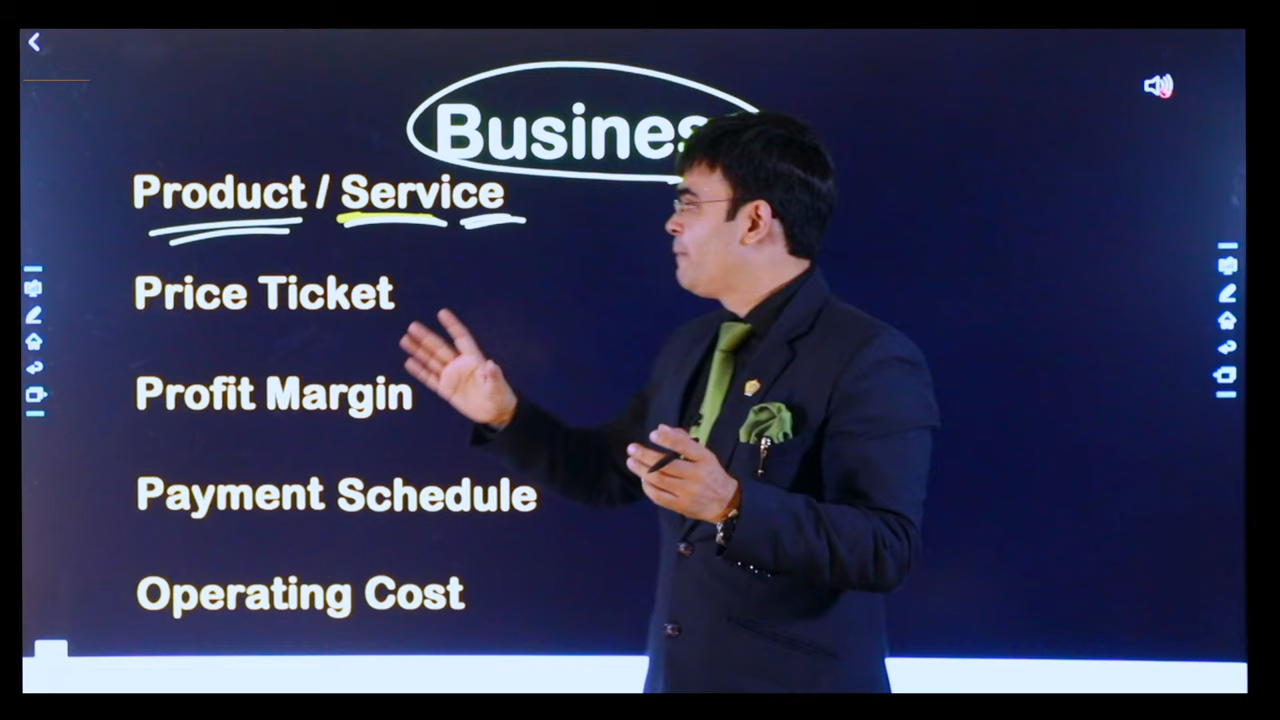 Busines
Product / Service
Price Ticket
Profit Margin
Payment Schedule
Operating Cost